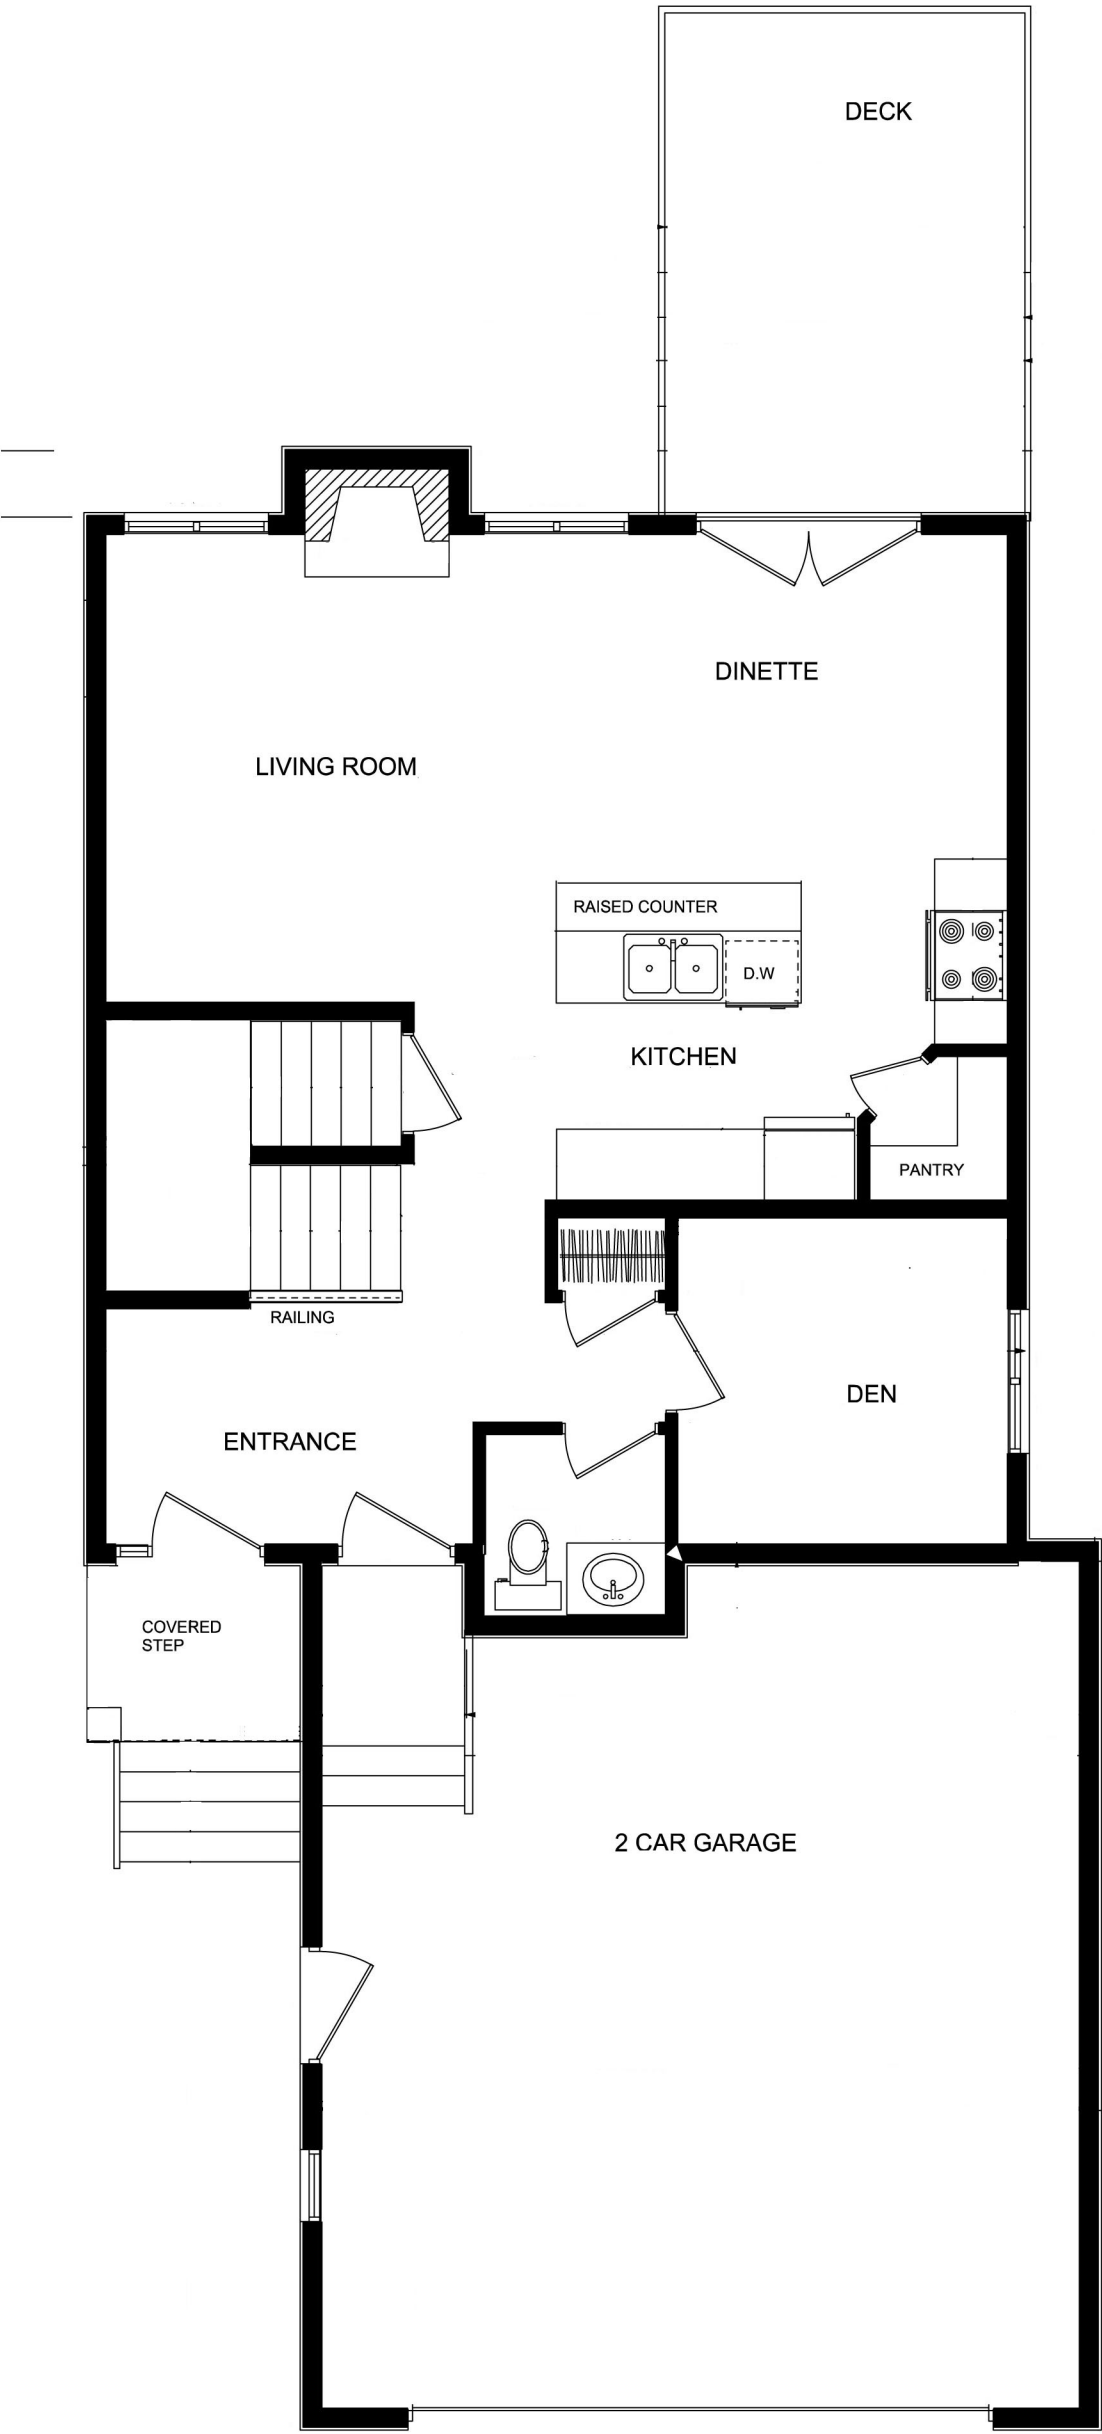 DECK
DINETTE
LIVING ROOM
RAISED COUNTER
D.W
KITCHEN
PANTRY
RAILING
DEN
ENTRANCE
COVERED
STEP
2 CAR GARAGE